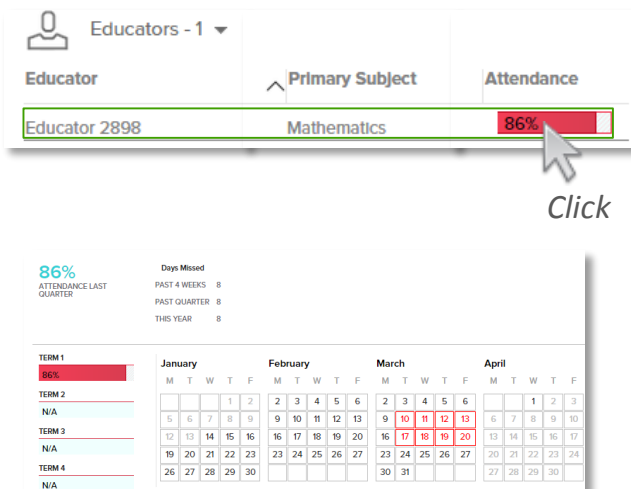 Educators - 1
Educator Primary Subject Attendance
Educator 2898 Mathematics 86%
Click
86%
ATTENDANCE LAST
QUARTER
Days Missed
PAST 4 WEEKS 8
PAST QUARTER 8
THIS YEAR 8
TERM 1
86%
TERM 2
N/A
TERM 3
N/A
TERM 4
N/A
January February March April
M T W T F M T W T F M T W T F M T W T F
1 2 2 3 4 5 6 2 3 4 5 6 1 2 3
5 6 7 8 9 9 10 11 12 13 9 10 11 12 13 6 7 8 9 10
12 13 14 15 16 16 17 18 19 20 16 17 18 19 20 13 14 15 16 17
19 20 21 22 23 23 24 25 26 27 23 24 25 26 27 20 21 22 23 24
26 27 28 29 30 30 31 27 28 29 30